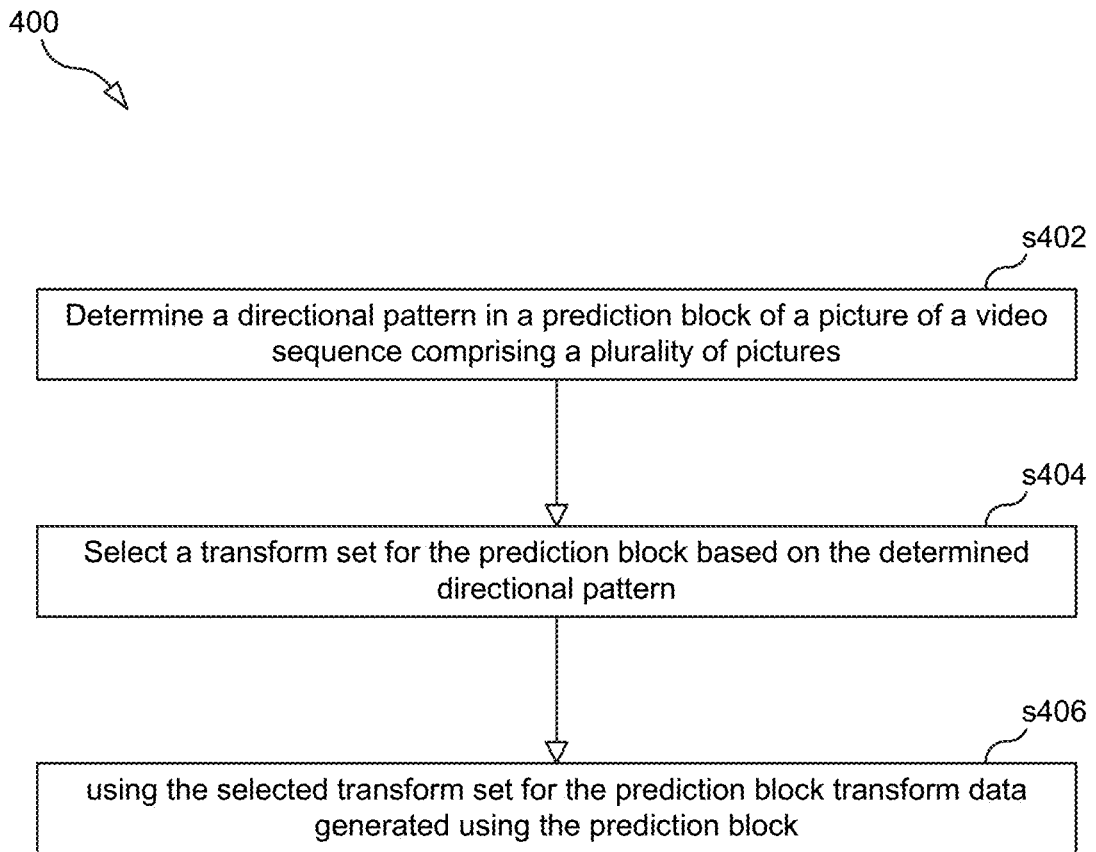 400
s402
Determine a directional pattern in a prediction block of a picture of a video
sequence comprising a plurality of pictures
s404
Select a transform set for the prediction block based on the determined
directional pattern
s406
using the selected transform set for the prediction block transform data
generated using the prediction block